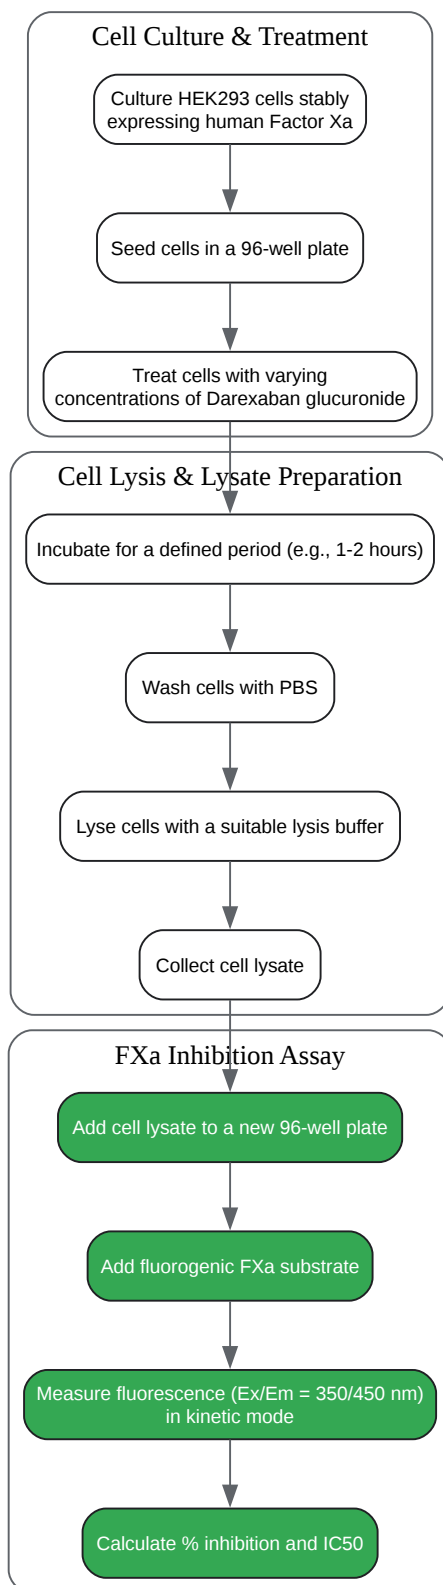 Cell Culture & Treatment
Culture HEK293 cells stably
expressing human Factor Xa
Seed cells in a 96-well plate
Treat cells with varying
concentrations of Darexaban glucuronide
Cell Lysis & Lysate Preparation
Incubate for a defined period (e.g., 1-2 hours)
Wash cells with PBS
Lyse cells with a suitable lysis buffer
Collect cell lysate
FXa Inhibition Assay
Add cell lysate to a new 96-well plate
Add fluorogenic FXa substrate
Measure fluorescence (Ex/Em = 350/450 nm)
in kinetic mode
Calculate % inhibition and IC50